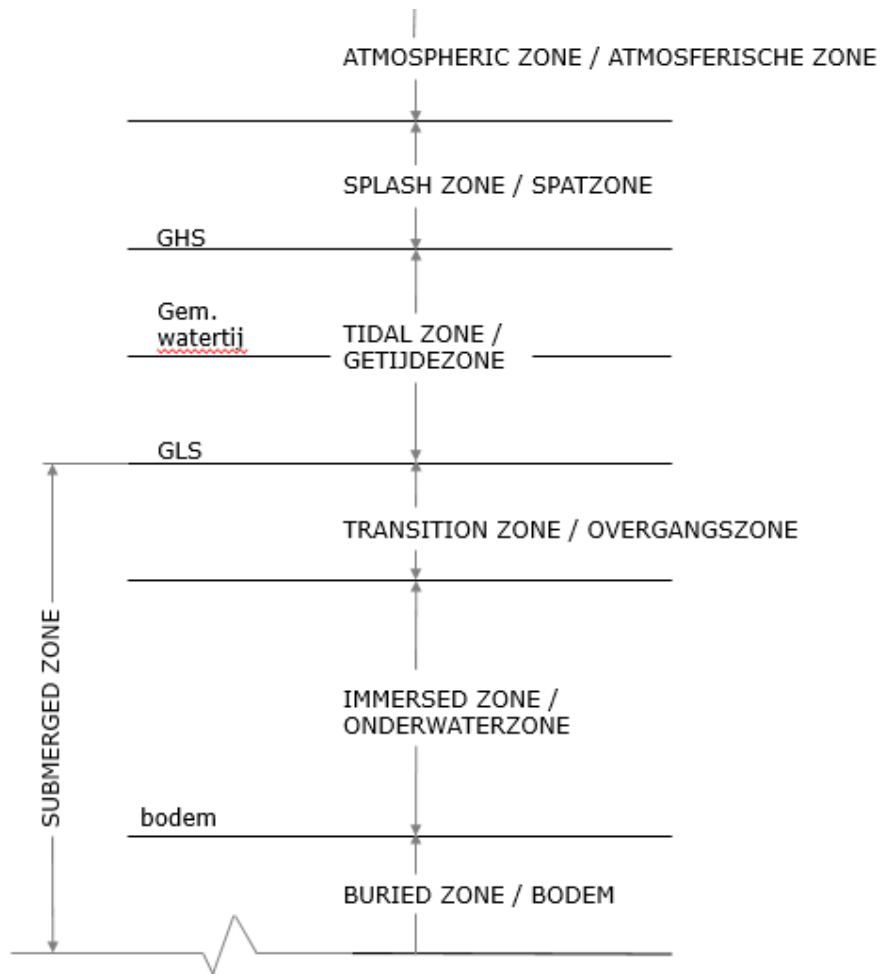 ATMOSPHERIC ZONE / ATMOSFERISCHE ZONE
SPLASH ZONE / SPATZONE
GHS
Gem.
watertij
TIDAL ZONE /
GETIJDEZONE
GLS
TRANSITION ZONE / OVERGANGSZONE
SUBMERGED ZONE
IMMERSED ZONE /
ONDERWATERZONE
bodem
BURIED ZONE / BODEM